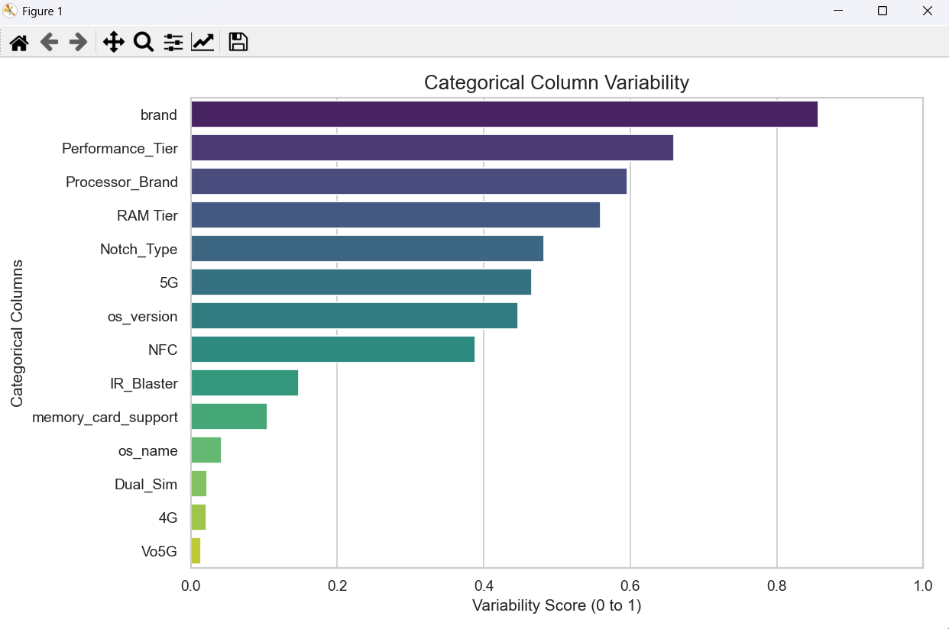 Figure 1
Categorical Column Variability
Categorical Columns
brand
Performance_Tier
Processor_Brand
RAM Tier
Notch_Type
5G
os_version
NFC
IR_Blaster
memory_card_support
os_name
Dual_Sim
4G
Vo5G
0.0 0.2 0.4 0.6 0.8 1.0
Variability Score (0 to 1)